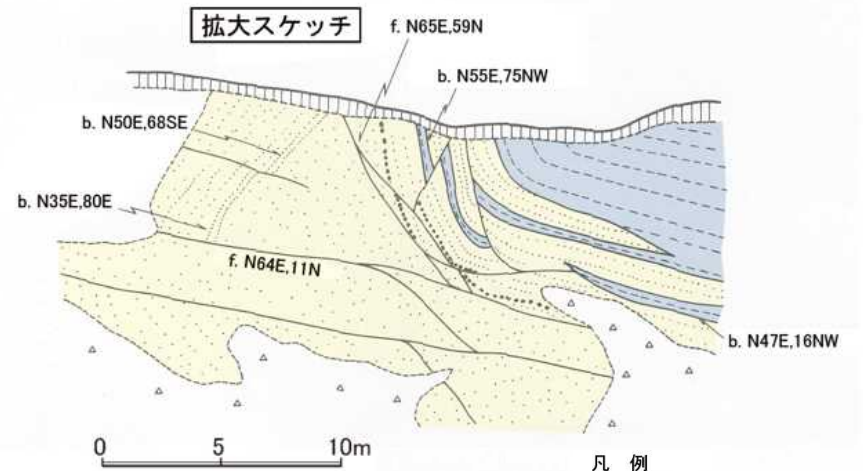 拡大スケッチ
f. N65E,59N
b. N55E,75NW
b. N50E,68SE
b. N35E,80E
f. N64E,11N
b. N47E,16NW
0 5 10m
凡 例